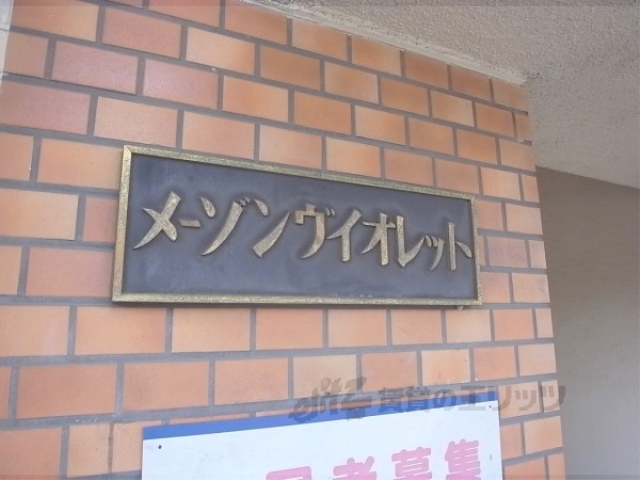 メーゾンヴイオレット
賃貸のエリッツ
居者募集